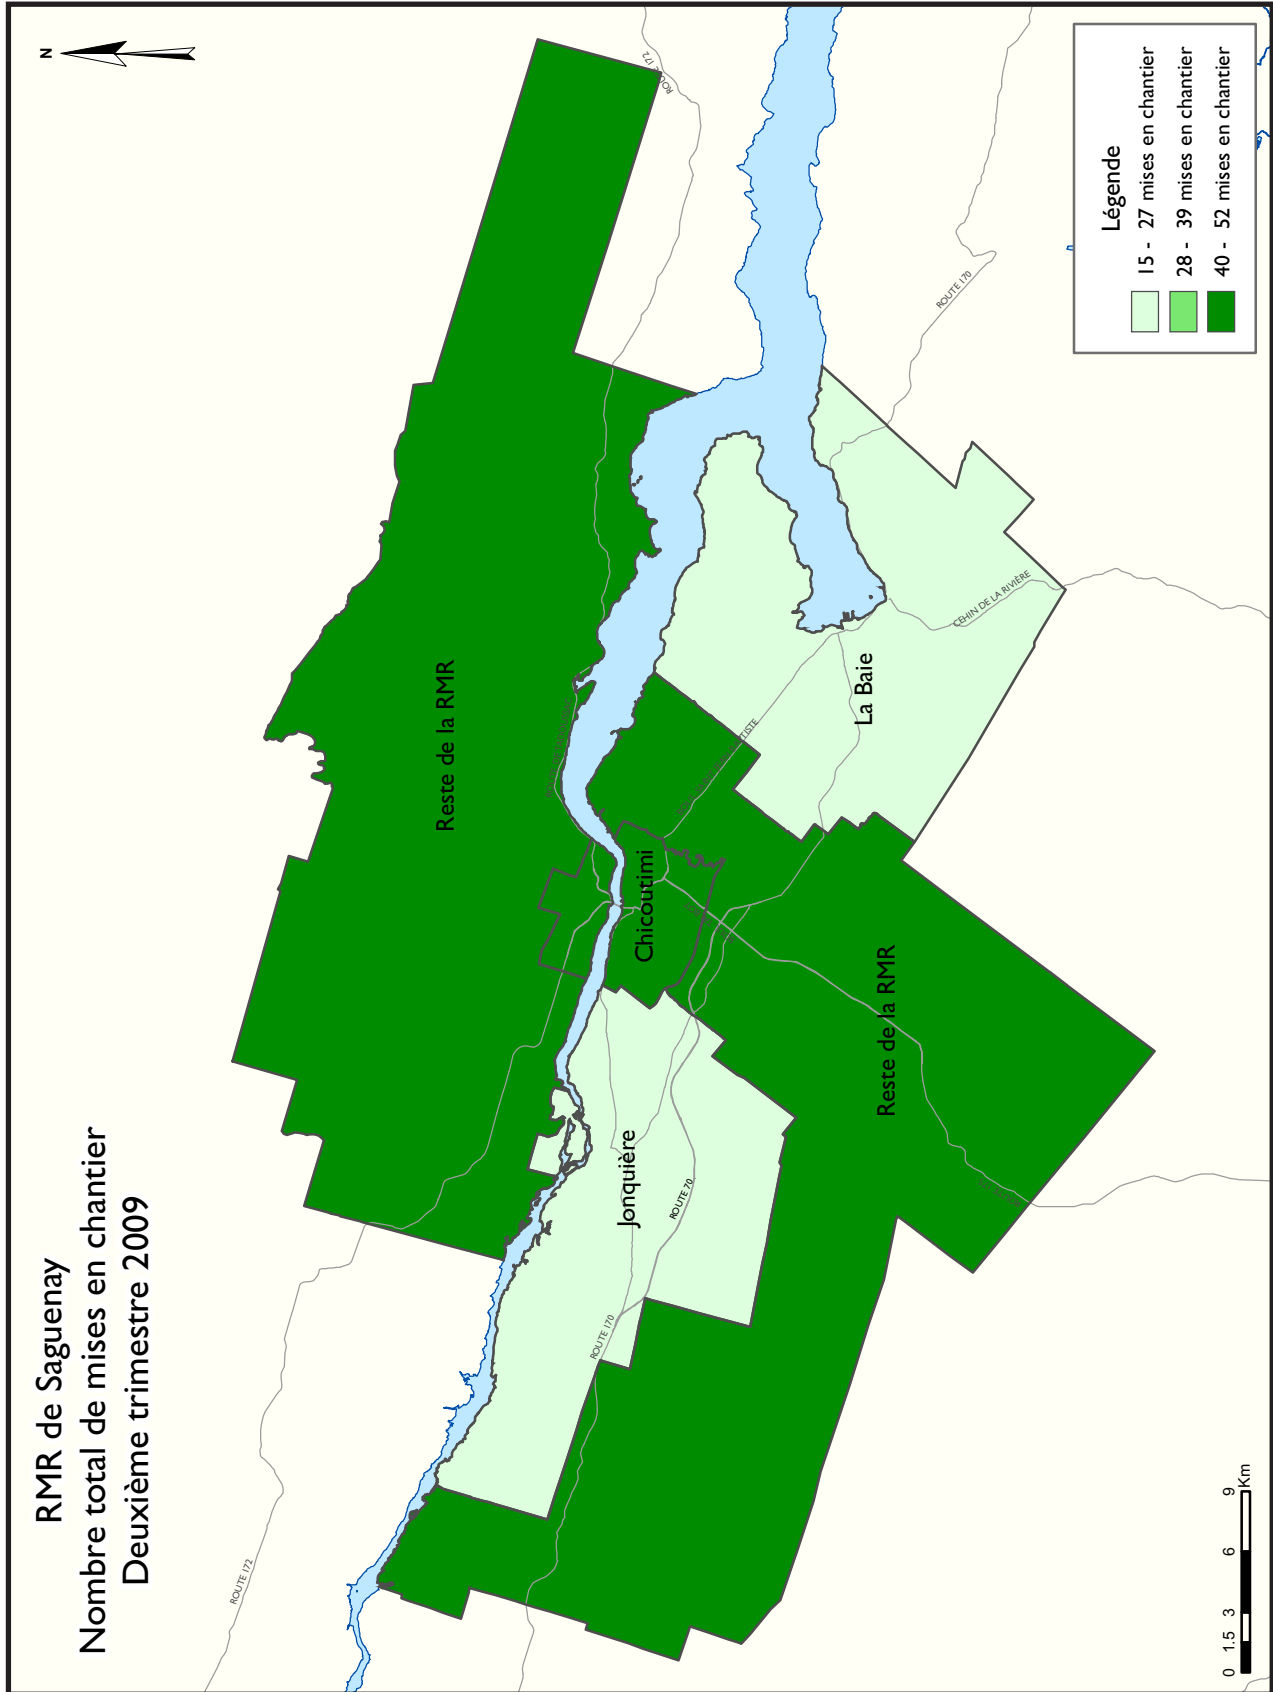 RMR de Saguenay
Nombre total de mises en chantier
Deuxième trimestre 2009
N
ROUTE 172
ROUTE 172
Reste de la RMR
Chicoutimi
TISTE
La Baie
CEHIN DE LA RIVIÈRE
ROUTE 170
Jonquière
ROUTE 70
ROUTE 170
Reste de la RMR
Légende
15 - 27 mises en chantier
28 - 39 mises en chantier
40 - 52 mises en chantier
0 1.5 3 6 9
Km